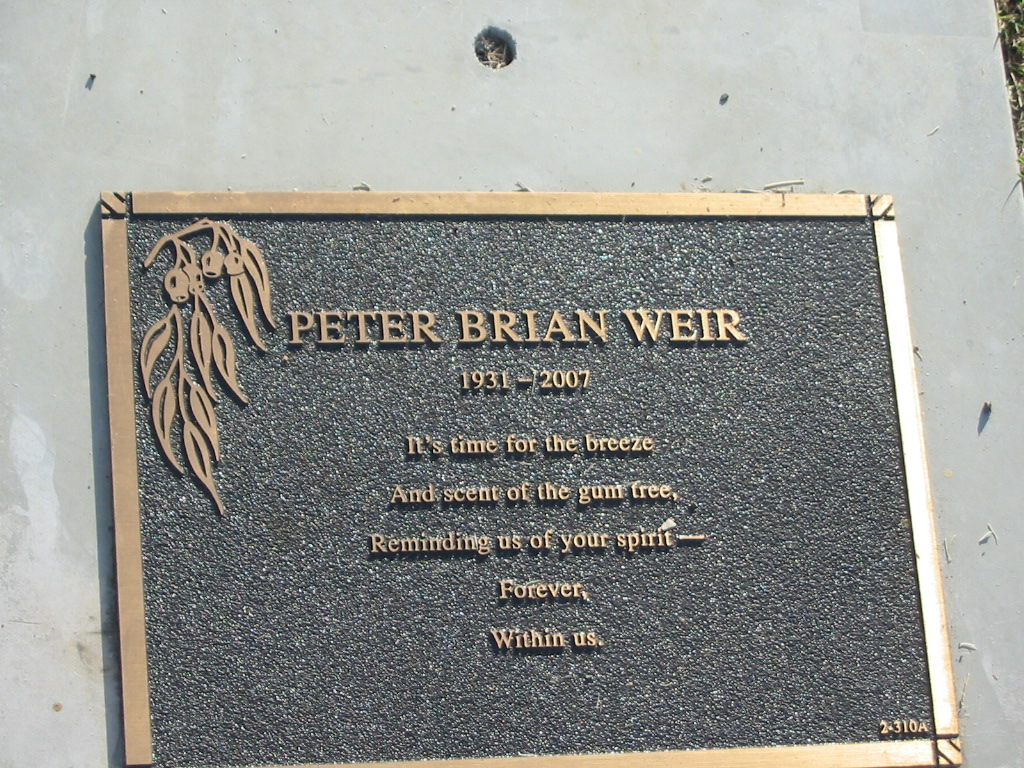 PETER BRIAN WEIR
1931 – 2007
It's time for the breeze
And scent of the gum tree,
Reminding us of your spirit —
Forever,
Within us.
2-310A